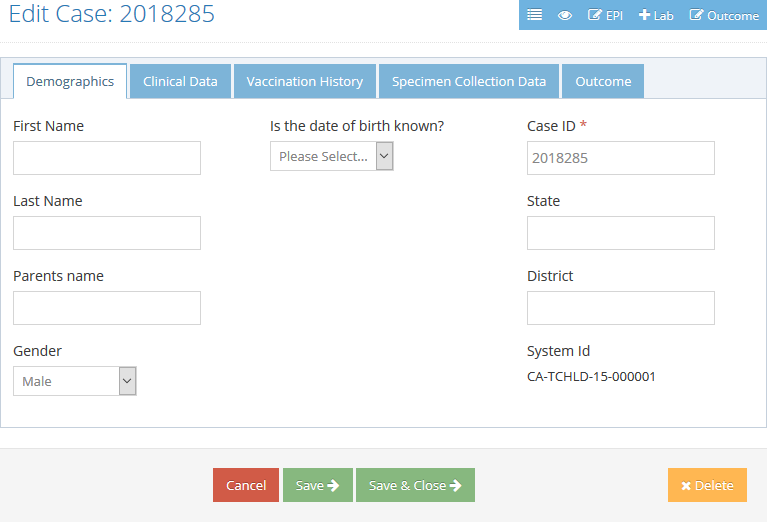 Edit Case: 2018285
EPI
Lab
Outcome
Demographics
Clinical Data
Vaccination History
Specimen Collection Data
Outcome
First Name
Is the date of birth known?
Please Select...
Case ID *
2018285
Last Name
State
Parents name
District
Gender
Male
System Id
CA-TCHLD-15-000001
Cancel
Save
Save & Close
Delete